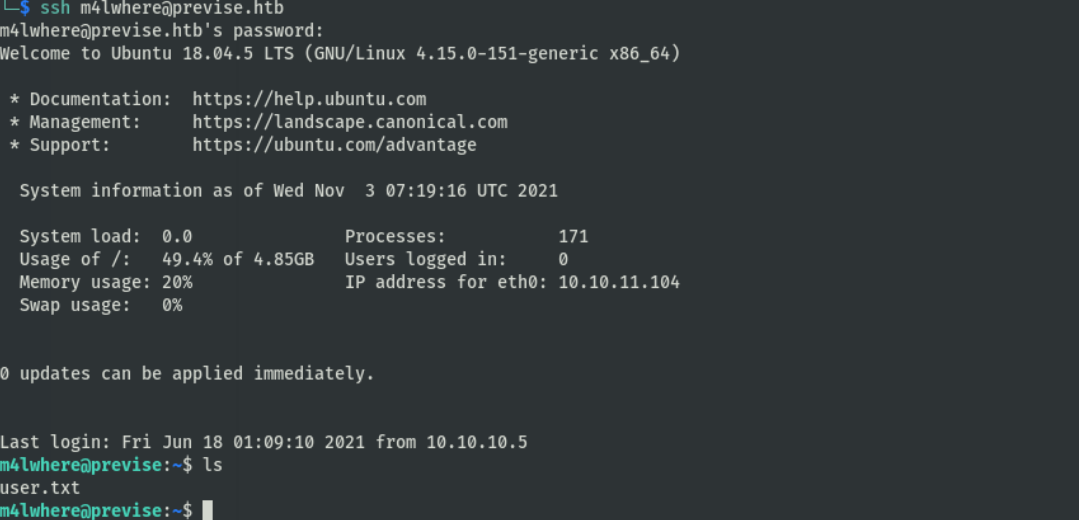 └─$ ssh m4lwhere@previse.htb
m4lwhere@previse.htb's password:
Welcome to Ubuntu 18.04.5 LTS (GNU/Linux 4.15.0-151-generic x86_64)
* Documentation:  https://help.ubuntu.com
* Management:     https://landscape.canonical.com
* Support:        https://ubuntu.com/advantage
System information as of Wed Nov  3 07:19:16 UTC 2021
System load:  0.0               Processes:             171
Usage of /:   49.4% of 4.85GB   Users logged in:       0
Memory usage: 20%               IP address for eth0: 10.10.11.104
Swap usage:   0%
0 updates can be applied immediately.
Last login: Fri Jun 18 01:09:10 2021 from 10.10.10.5
m4lwhere@previse:~$ ls
user.txt
m4lwhere@previse:~$